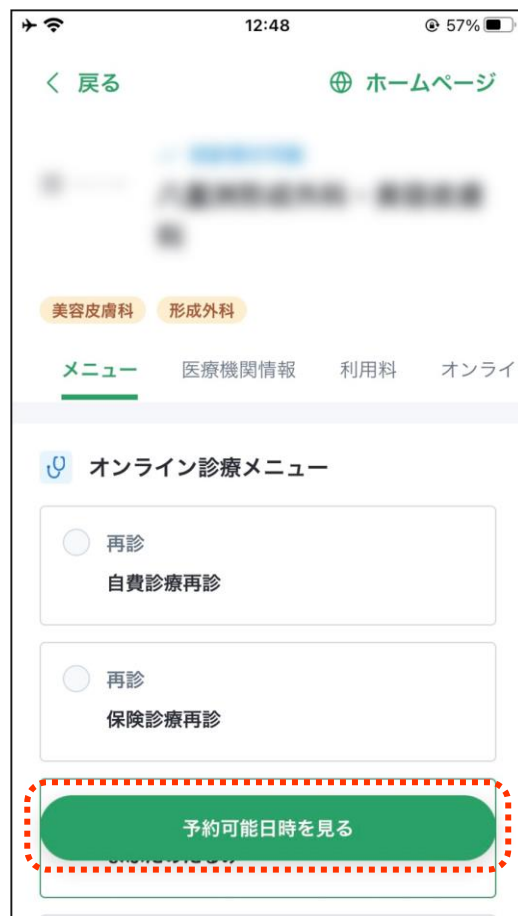 12:48
57%
戻る
ホームページ
美容皮膚科
形成外科
メニュー
医療機関情報
利用料
オンライ
オンライン診療メニュー
再診
自費診療再診
再診
保険診療再診
予約可能日時を見る